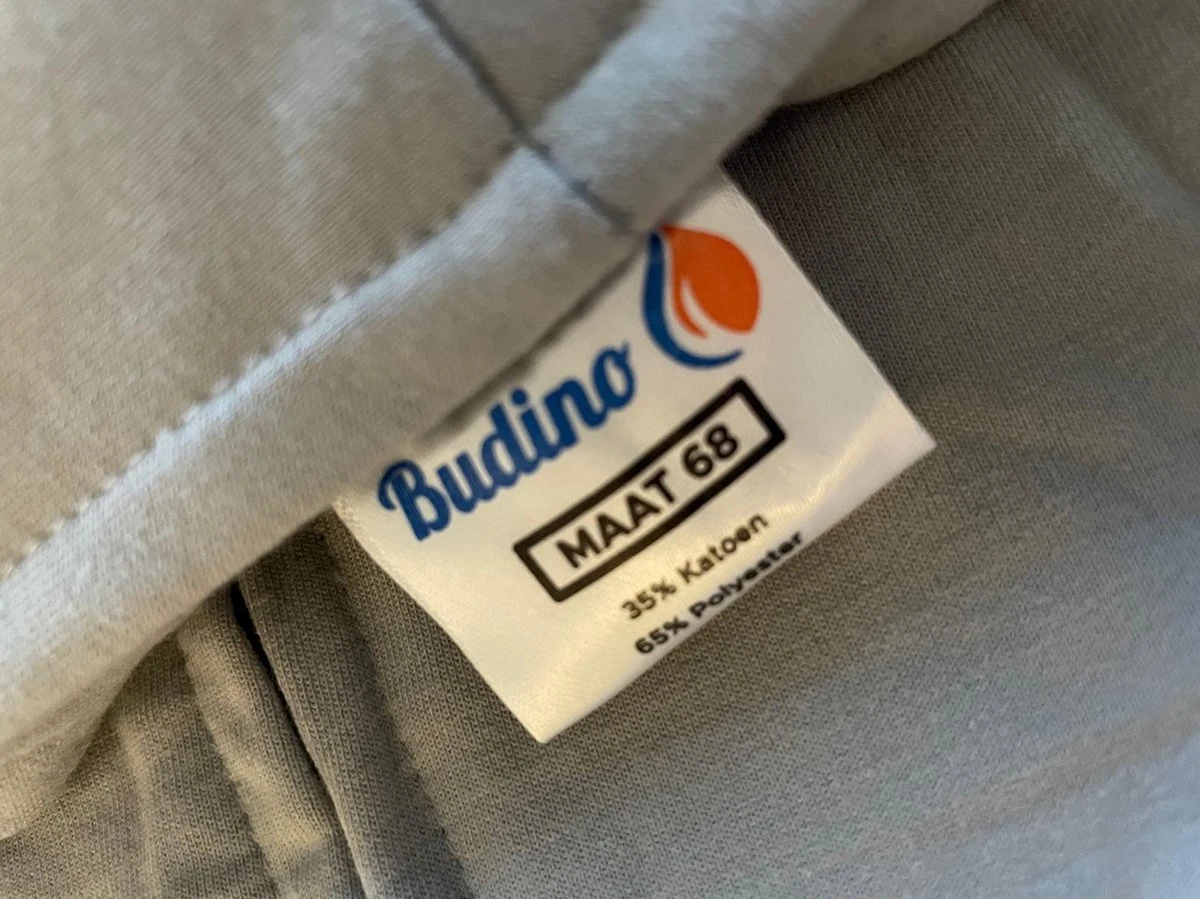 Budino
MAAT 68
35% Katoen
65% Polyester